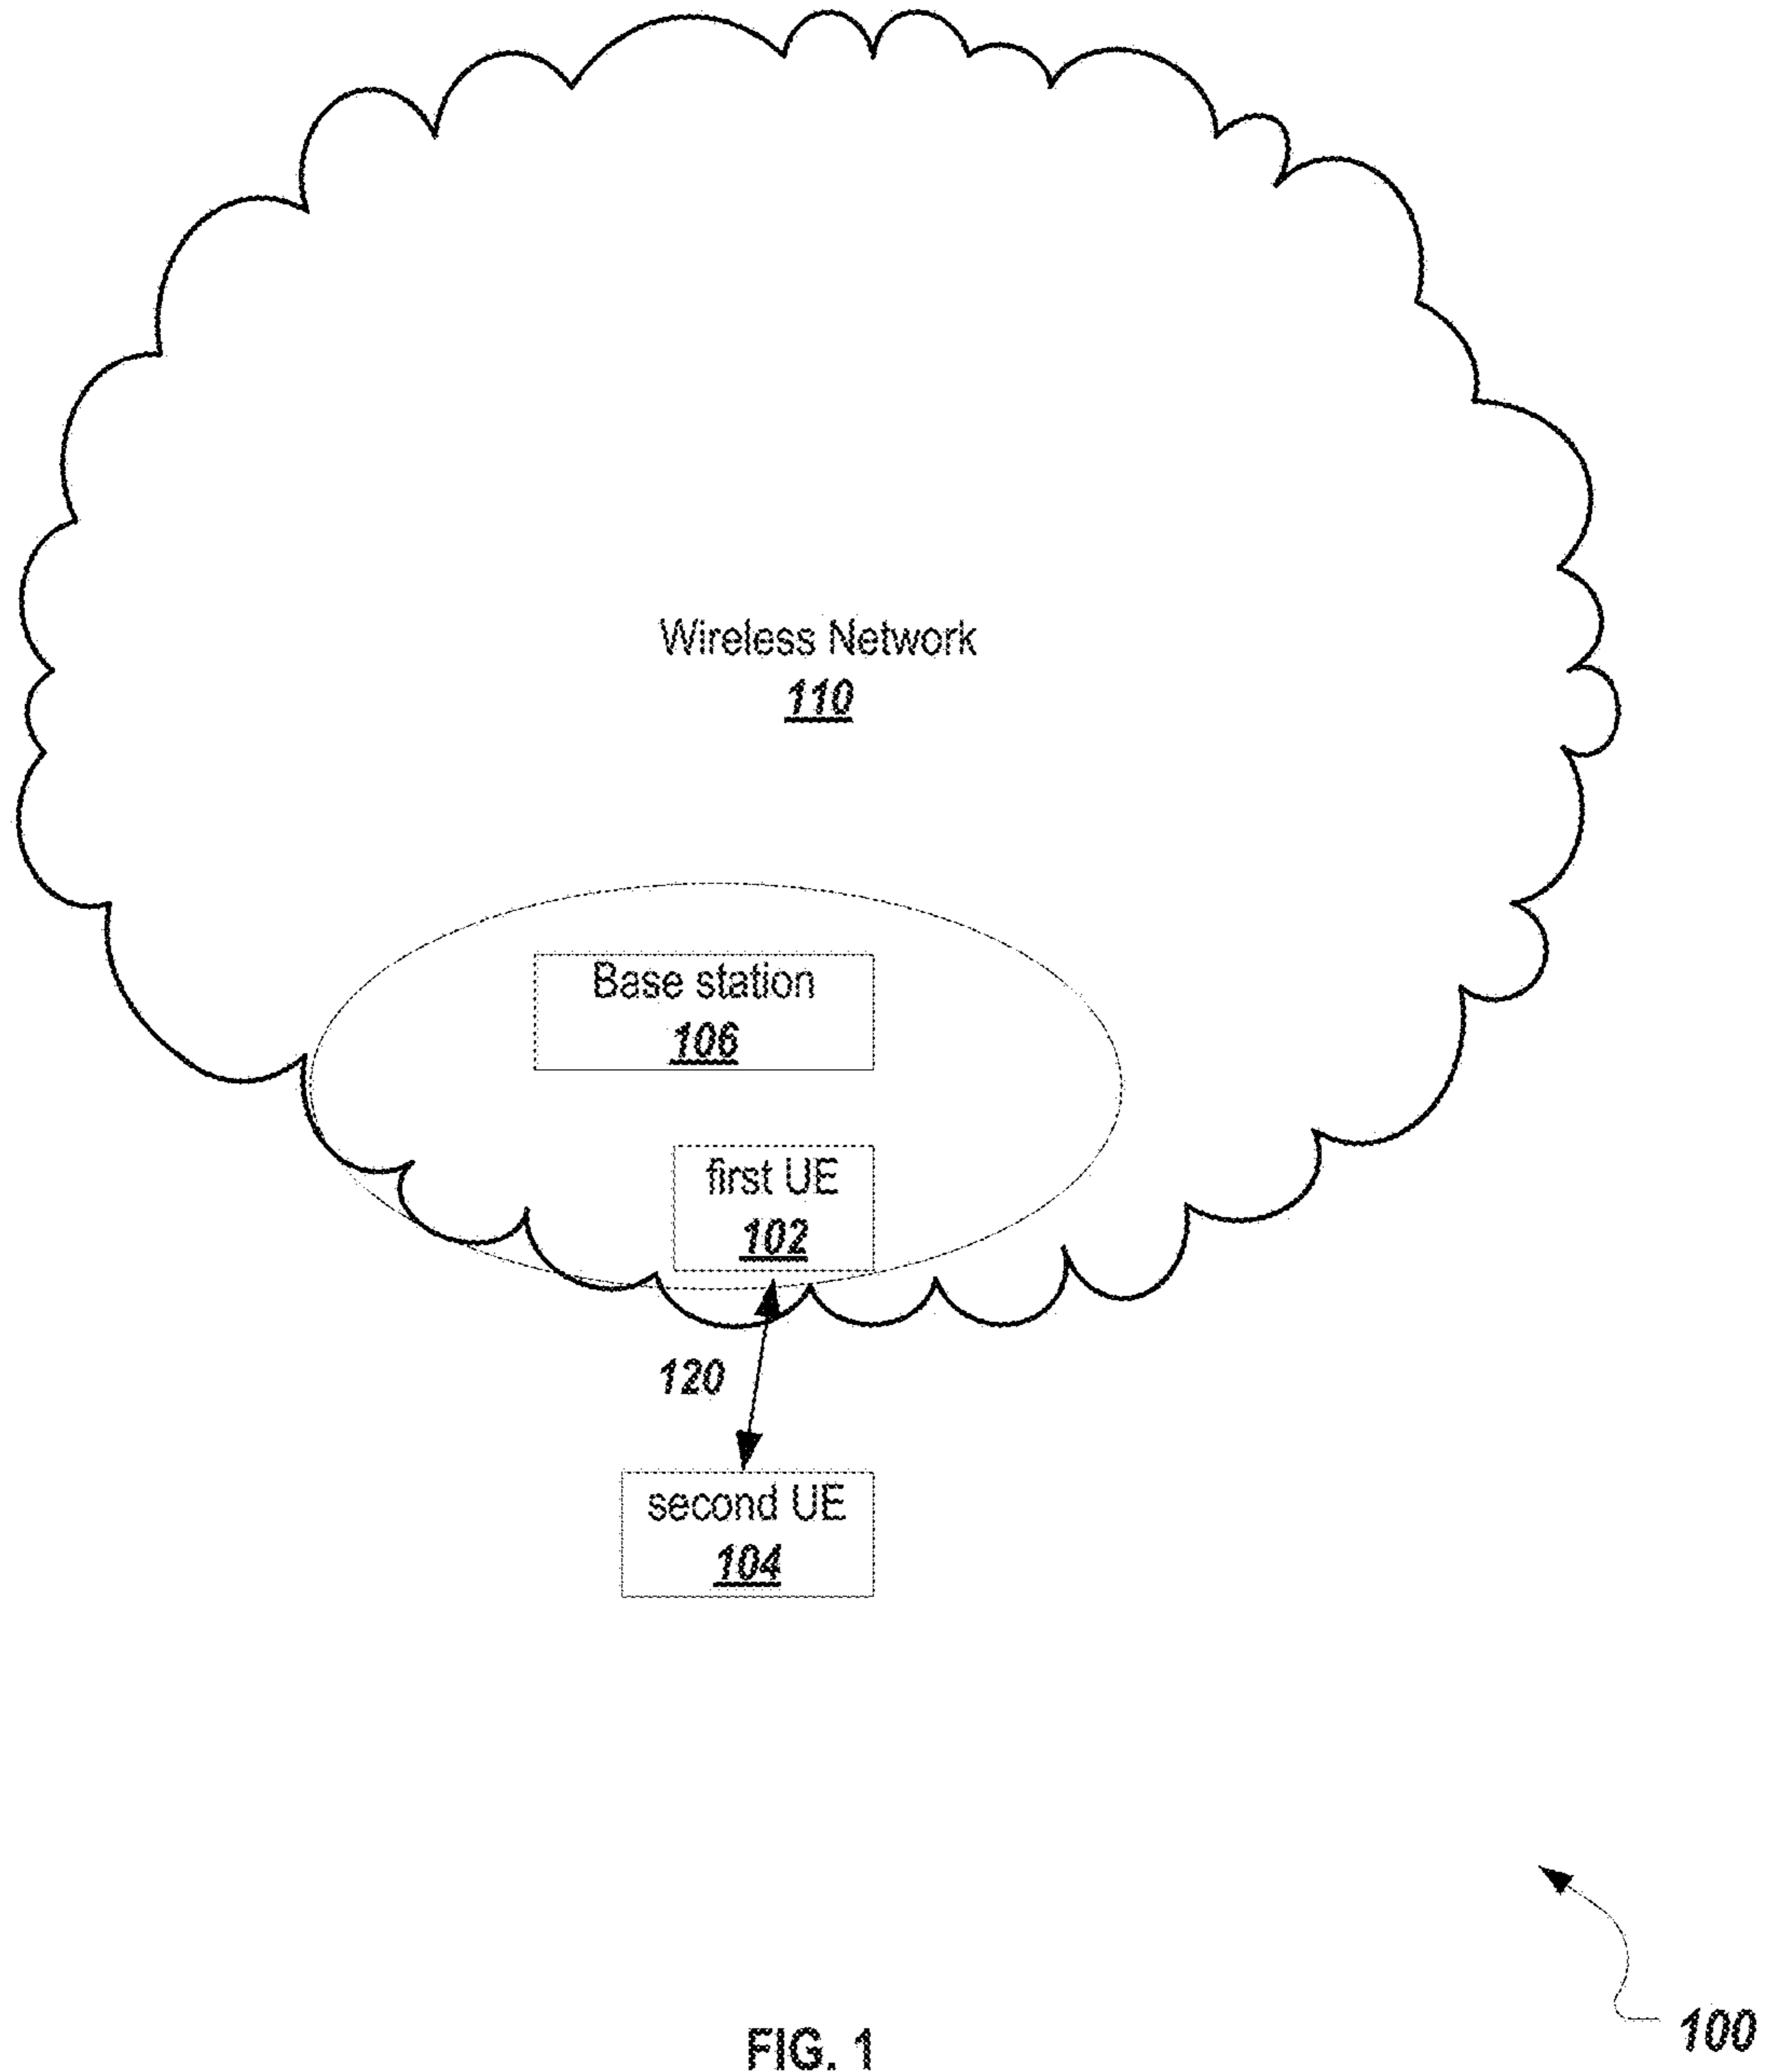 Wireless Network
110
Base station
106
first UE
102
120
second UE
104
100
FIG. 1